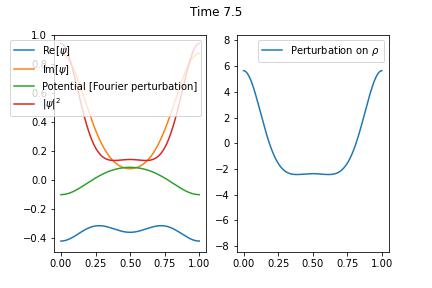 Time 7.5
Re[ψ]
Im[ψ]
Potential [Fourier perturbation]
|ψ|²
1.0
0.8
0.6
0.4
0.2
0.0
−0.2
−0.4
0.00 0.25 0.50 0.75 1.00
Perturbation on ρ
8
6
4
2
0
−2
−4
−6
−8
0.00 0.25 0.50 0.75 1.00